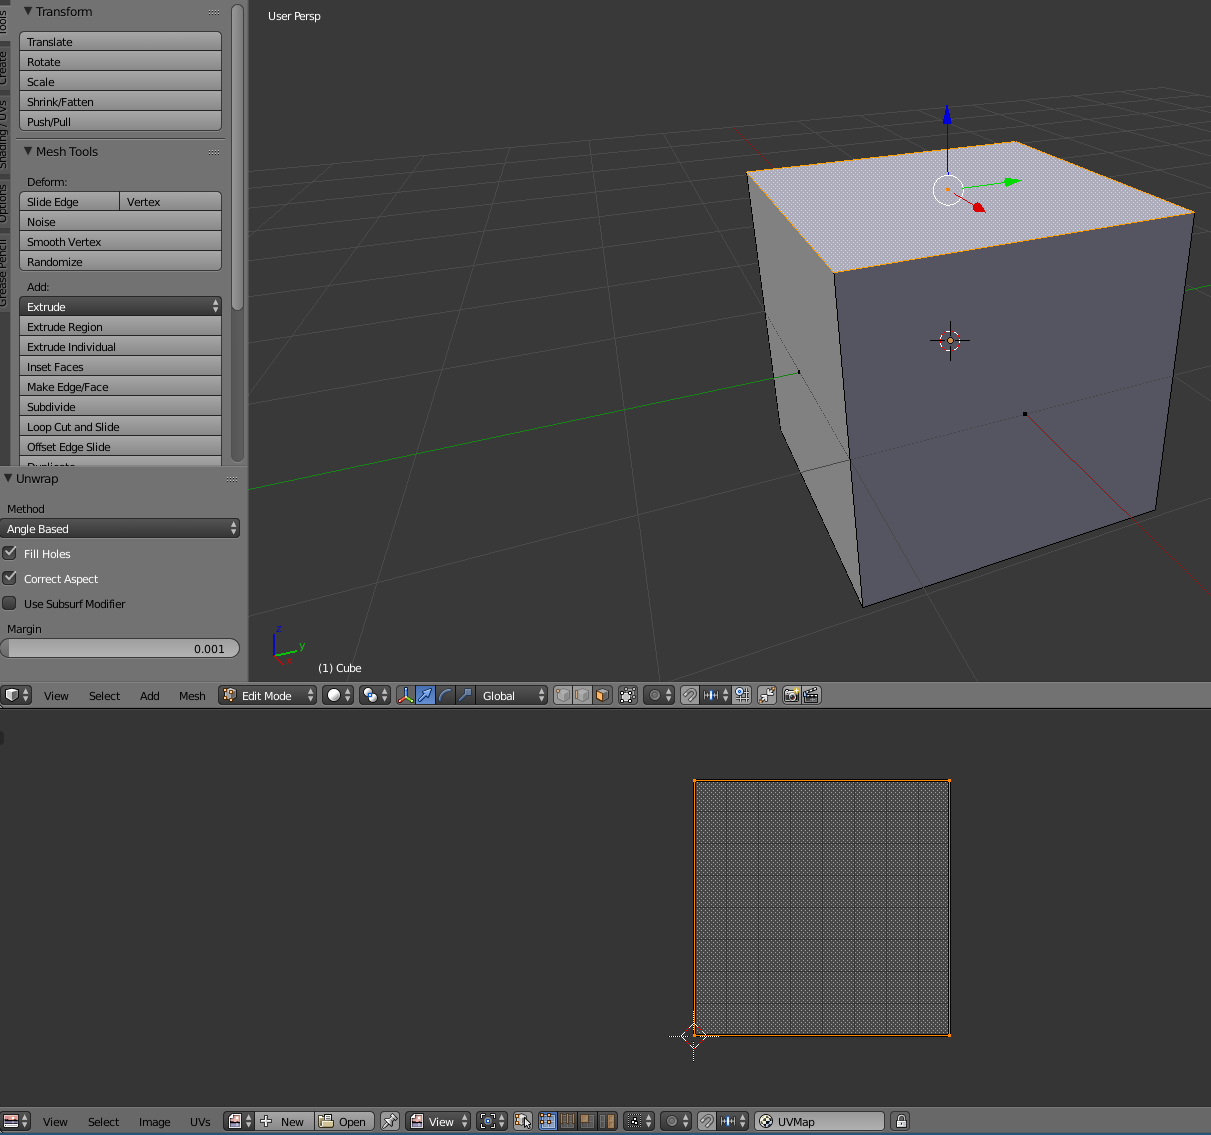 Tools
Create
Shading / UVs
Options
Grease Pencil
Transform
Translate
Rotate
Scale
Shrink/Fatten
Push/Pull
Mesh Tools
Deform:
Slide Edge Vertex
Noise
Smooth Vertex
Randomize
Add:
Extrude
Extrude Region
Extrude Individual
Inset Faces
Make Edge/Face
Subdivide
Loop Cut and Slide
Offset Edge Slide
Duplicate
Unwrap
Method
Angle Based
Fill Holes
Correct Aspect
Use Subsurf Modifier
Margin
0.001
User Persp
z
y
x
(1) Cube
View Select Add Mesh Edit Mode Global
View Select Image UVs New Open View UVMap